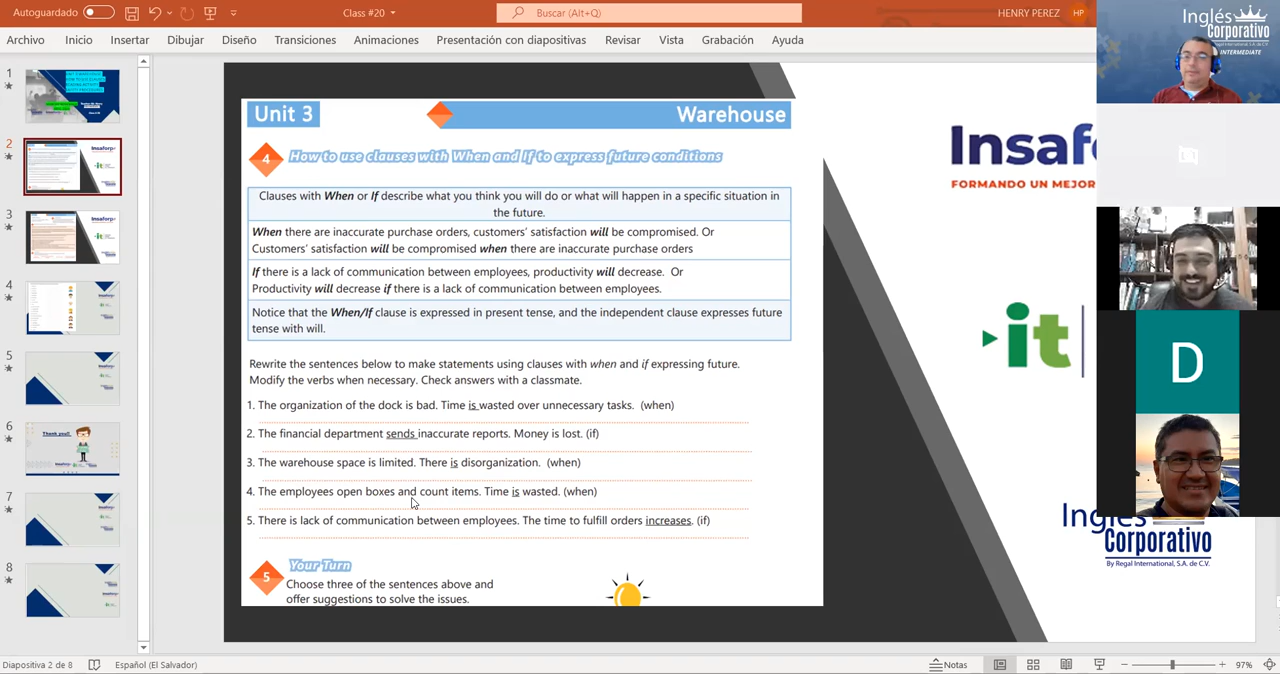 Autoguardado
Class #20
Buscar (Alt+Q)
HENRY PEREZ
HP
Archivo Inicio Insertar Dibujar Diseño Transiciones Animaciones Presentación con diapositivas Revisar Vista Grabación Ayuda
Inglés
Corporativo
by Regal International, S.A. de C.V.
INTERMEDIATE
1
2
3
4
5
6
7
8
Thank you!!
Unit 3
Warehouse
4 How to use clauses with When and If to express future conditions
Clauses with When or If describe what you think you will do or what will happen in a specific situation in
the future.
When there are inaccurate purchase orders, customers' satisfaction will be compromised. Or
Customers' satisfaction will be compromised when there are inaccurate purchase orders
If there is a lack of communication between employees, productivity will decrease. Or
Productivity will decrease if there is a lack of communication between employees.
Notice that the When/If clause is expressed in present tense, and the independent clause expresses future
tense with will.
Rewrite the sentences below to make statements using clauses with when and if expressing future.
Modify the verbs when necessary. Check answers with a classmate.
1. The organization of the dock is bad. Time is wasted over unnecessary tasks. (when)
2. The financial department sends inaccurate reports. Money is lost. (if)
3. The warehouse space is limited. There is disorganization. (when)
4. The employees open boxes and count items. Time is wasted. (when)
5. There is lack of communication between employees. The time to fulfill orders increases. (if)
5 Your Turn
Choose three of the sentences above and
offer suggestions to solve the issues.
Insafo
FORMANDO UN MEJOR
it
D
Inglés
Corporativo
By Regal International, S.A. de C.V.
Diapositiva 2 de 8
Español (El Salvador)
Notas
97%